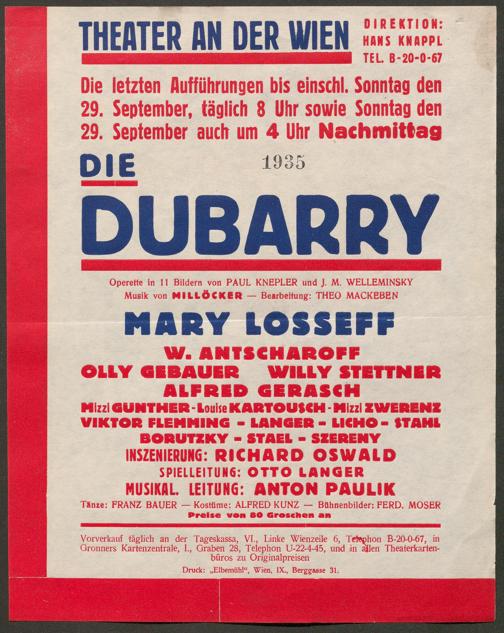 THEATER AN DER WIEN
DIREKTION:
HANS KNAPPL
TEL. B-20-0-67
Die letzten Aufführungen bis einschl. Sonntag den
29. September, täglich 8 Uhr sowie Sonntag den
29. September auch um 4 Uhr Nachmittag
DIE
1935
DUBARRY
Operette in 11 Bildern von PAUL KNEPLER und J. M. WELLEMINSKY
Musik von MILLÖCKER — Bearbeitung: THEO MACKEBEN
MARY LOSSEFF
W. ANTSCHAROFF
OLLY GEBAUER WILLY STETTNER
ALFRED GERASCH
Mizzi GUNTHER - Louise KARTOUSCH - Mizzi ZWERENZ
VIKTOR FLEMMING - LANGER - LICHO - STAHL
BORUTZKY - STAEL - SZERENY
INSZENIERUNG: RICHARD OSWALD
SPIELLEITUNG: OTTO LANGER
MUSIKAL. LEITUNG: ANTON PAULIK
Tänze: FRANZ BAUER — Kostüme: ALFRED KUNZ — Bühnenbilder: FERD. MOSER
Preise von 80 Groschen an
Vorverkauf täglich an der Tageskassa, VI., Linke Wienzeile 6, Telephon B-20-0-67, in
Gronners Kartenzentrale, I., Graben 28, Telephon U-22-4-45, und in allen Theaterkarten-
büros zu Originalpreisen
Druck: „Elbemühl", Wien, IX., Berggasse 31.